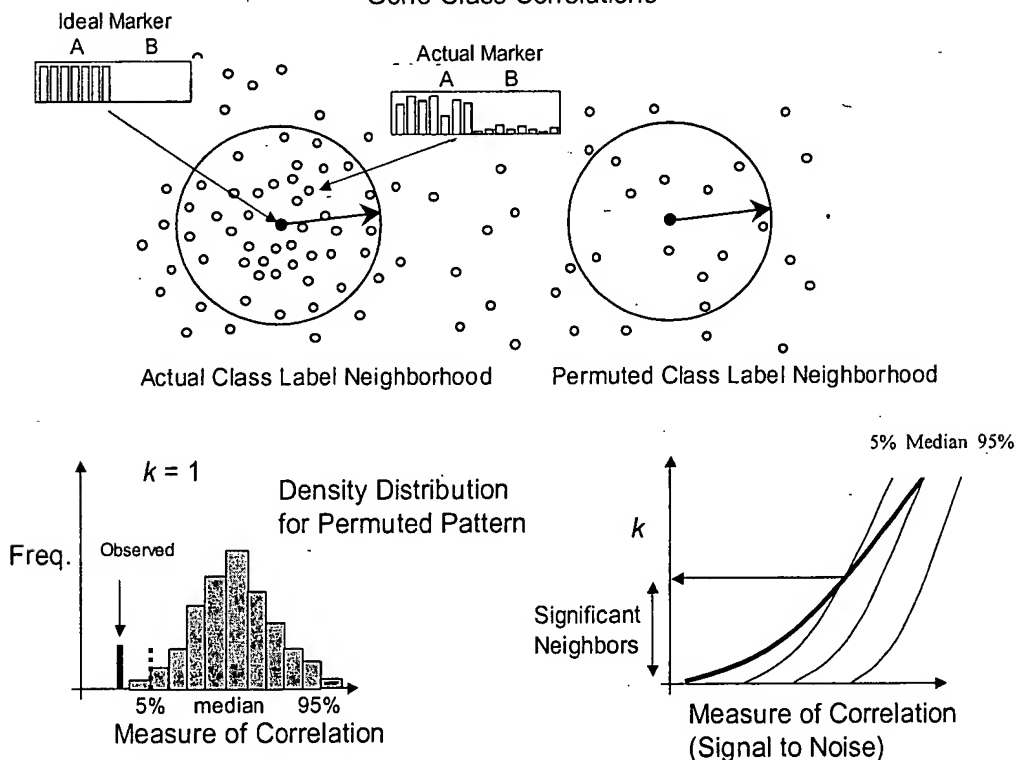 Gene Class Correlations
Ideal Marker
A B
Actual Marker
A B
Actual Class Label Neighborhood
Permuted Class Label Neighborhood
k = 1
Density Distribution
for Permuted Pattern
Freq.
Observed
5% median 95%
Measure of Correlation
5% Median 95%
k
Significant
Neighbors
Measure of Correlation
(Signal to Noise)